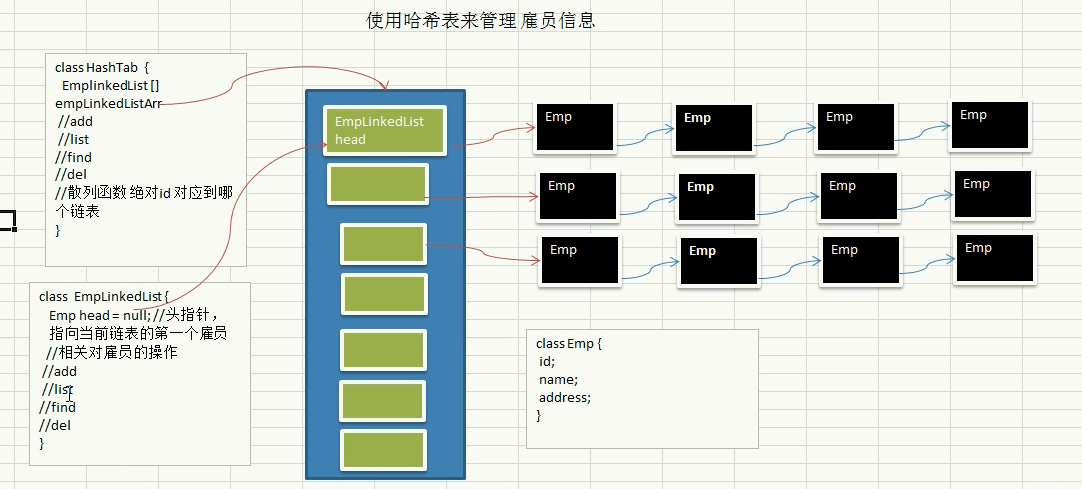 使用哈希表来管理 雇员信息
class HashTab {
EmplinkedList []
empLinkedListArr
//add
//list
//find
//del
//散列函数 绝对id 对应到哪
个链表
}
class EmpLinkedList {
Emp head = null; //头指针，
指向当前链表的第一个雇员
//相关对雇员的操作
//add
//list
//find
//del
}
EmpLinkedList
head
Emp
Emp
Emp
Emp
Emp
Emp
Emp
Emp
Emp
Emp
Emp
Emp
class Emp {
id;
name;
address;
}